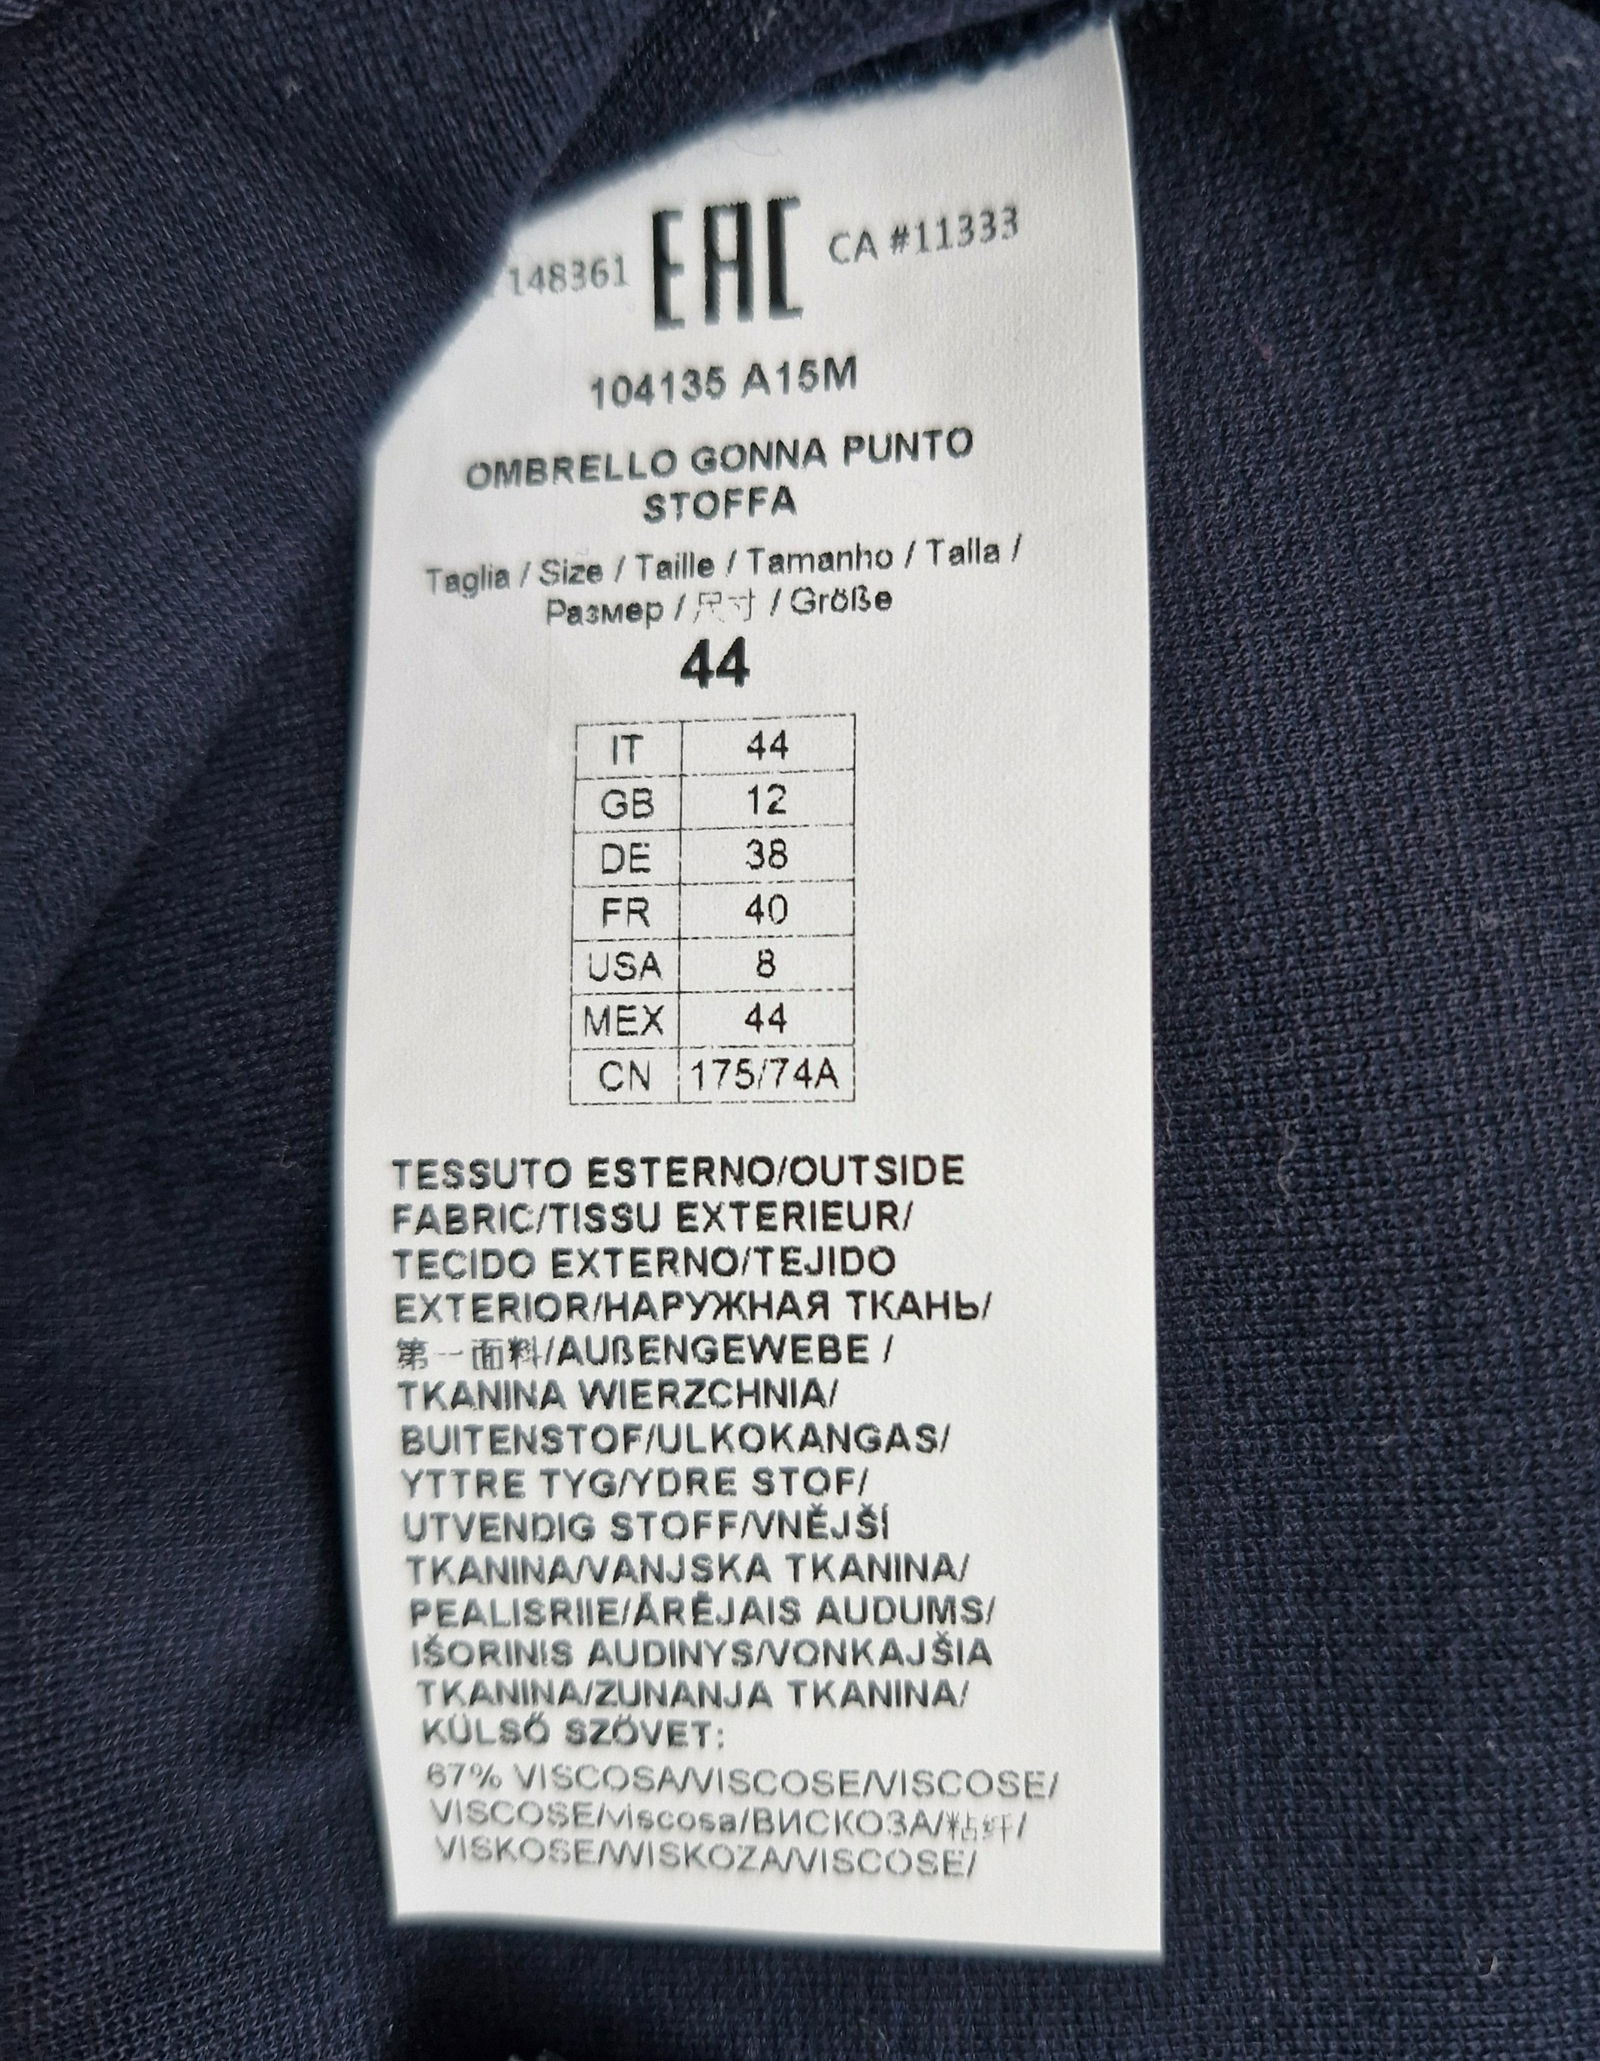 148361 EAC CA #11333
104135 A15M
OMBRELLO GONNA PUNTO
STOFFA
Taglia / Size / Taille / Tamanho / Talla /
Размер / 尺寸 / Größe
44
IT 44
GB 12
DE 38
FR 40
USA 8
MEX 44
CN 175/74A
TESSUTO ESTERNO/OUTSIDE
FABRIC/TISSU EXTERIEUR/
TECIDO EXTERNO/TEJIDO
EXTERIOR/НАРУЖНАЯ ТКАНЬ/
第一面料/AUßENGEWEBE /
TKANINA WIERZCHNIA/
BUITENSTOF/ULKOKANGAS/
YTTRE TYG/YDRE STOF/
UTVENDIG STOFF/VNĚJŠÍ
TKANINA/VANJSKA TKANINA/
PEALISRIIE/ĀRĒJAIS AUDUMS/
IŠORINIS AUDINYS/VONKAJŠIA
TKANINA/ZUNANJA TKANINA/
KÜLSŐ SZÖVET:
67% VISCOSA/VISCOSE/VISCOSE/
VISCOSE/viscosa/ВИСКОЗА/粘纤/
VISKOSE/WISKOZA/VISCOSE/